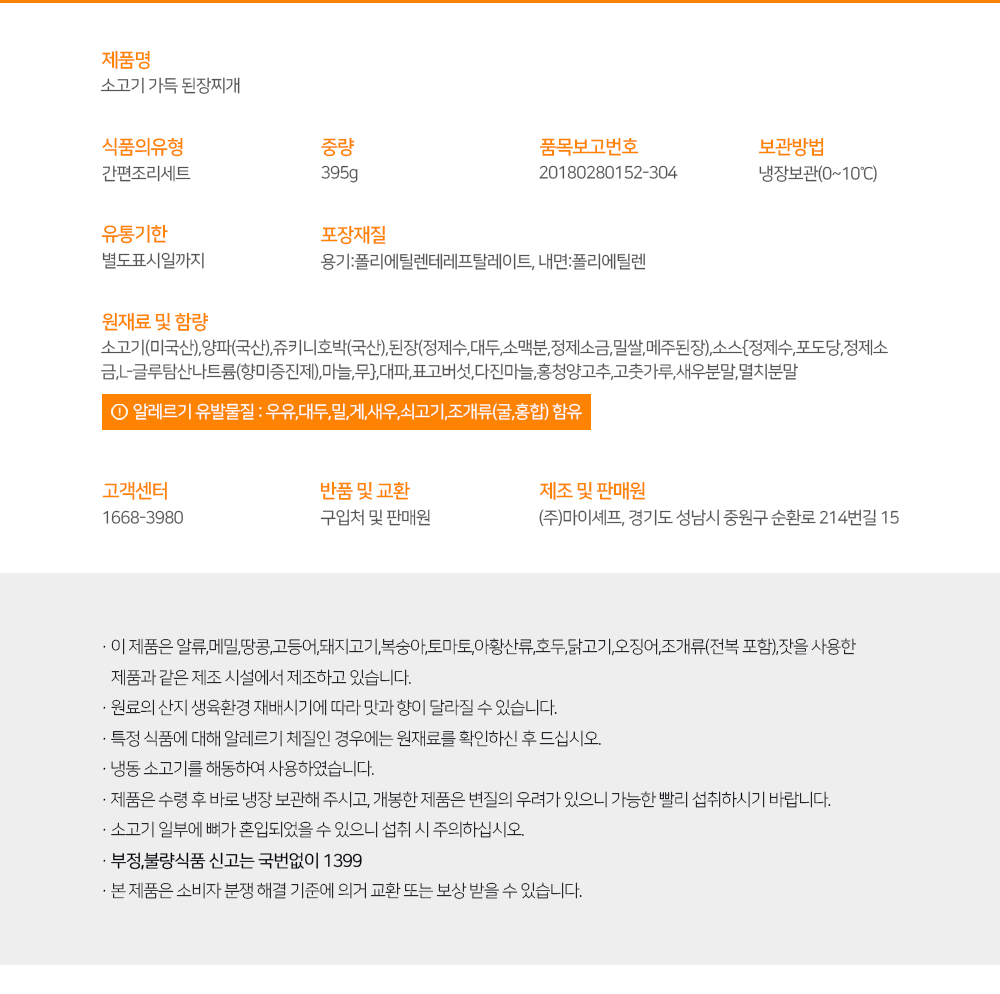 제품명
소고기 가득 된장찌개
식품의유형
간편조리세트
중량
395g
품목보고번호
20180280152-304
보관방법
냉장보관(0~10℃)
유통기한
별도표시일까지
포장재질
용기:폴리에틸렌테레프탈레이트, 내면:폴리에틸렌
원재료 및 함량
소고기(미국산),양파(국산),쥬키니호박(국산),된장(정제수,대두,소맥분,정제소금,밀쌀,메주된장),소스{정제수,포도당,정제소
금,L-글루탐산나트륨(향미증진제),마늘,무},대파,표고버섯,다진마늘,홍청양고추,고춧가루,새우분말,멸치분말
알레르기 유발물질 : 우유,대두,밀,게,새우,쇠고기,조개류(굴,홍합) 함유
고객센터
1668-3980
반품 및 교환
구입처 및 판매원
제조 및 판매원
(주)마이셰프, 경기도 성남시 중원구 순환로 214번길 15
· 이 제품은 알류,메밀,땅콩,고등어,돼지고기,복숭아,토마토,아황산류,호두,닭고기,오징어,조개류(전복 포함),잣을 사용한
제품과 같은 제조 시설에서 제조하고 있습니다.
· 원료의 산지 생육환경 재배시기에 따라 맛과 향이 달라질 수 있습니다.
· 특정 식품에 대해 알레르기 체질인 경우에는 원재료를 확인하신 후 드십시오.
· 냉동 소고기를 해동하여 사용하였습니다.
· 제품은 수령 후 바로 냉장 보관해 주시고, 개봉한 제품은 변질의 우려가 있으니 가능한 빨리 섭취하시기 바랍니다.
· 소고기 일부에 뼈가 혼입되었을 수 있으니 섭취 시 주의하십시오.
· 부정,불량식품 신고는 국번없이 1399
· 본 제품은 소비자 분쟁 해결 기준에 의거 교환 또는 보상 받을 수 있습니다.